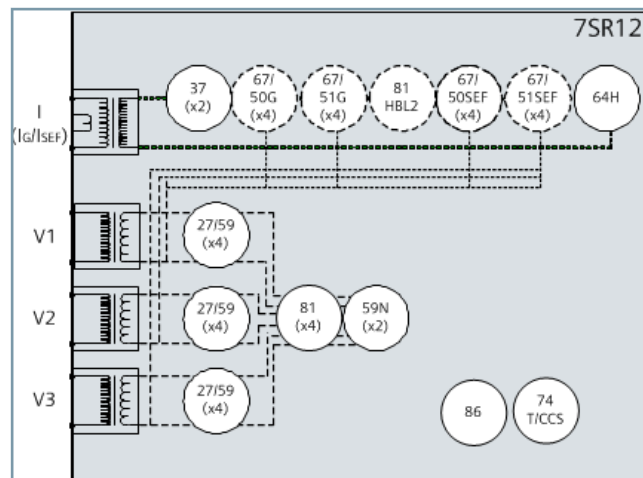 7SR12
37
(x2)
67/
50G
(x4)
67/
51G
(x4)
81
HBL2
67/
50SEF
(x4)
67/
51SEF
(x4)
64H
I
(IG/ISEF)
V1
27/59
(x4)
V2
27/59
(x4)
81
(x4)
59N
(x2)
V3
27/59
(x4)
86
74
T/CCS